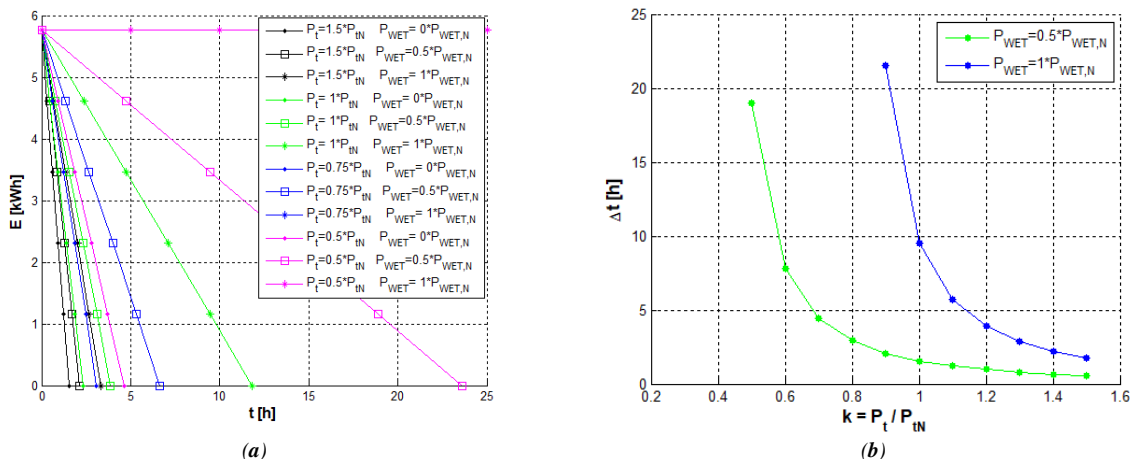 6
5
4
3
2
1
0
E [kWh]
0
5
10
15
20
25
t [h]
P_t=1.5*P_tN P_WET= 0*P_WET,N
P_t=1.5*P_tN P_WET=0.5*P_WET,N
P_t=1.5*P_tN P_WET= 1*P_WET,N
P_t= 1*P_tN P_WET= 0*P_WET,N
P_t= 1*P_tN P_WET=0.5*P_WET,N
P_t= 1*P_tN P_WET= 1*P_WET,N
P_t=0.75*P_tN P_WET= 0*P_WET,N
P_t=0.75*P_tN P_WET=0.5*P_WET,N
P_t=0.75*P_tN P_WET= 1*P_WET,N
P_t=0.5*P_tN P_WET= 0*P_WET,N
P_t=0.5*P_tN P_WET=0.5*P_WET,N
P_t=0.5*P_tN P_WET= 1*P_WET,N
(a)
25
20
15
10
5
0
Δt [h]
0.2
0.4
0.6
0.8
1
1.2
1.4
1.6
k = P_t / P_tN
P_WET=0.5*P_WET,N
P_WET=1*P_WET,N
(b)